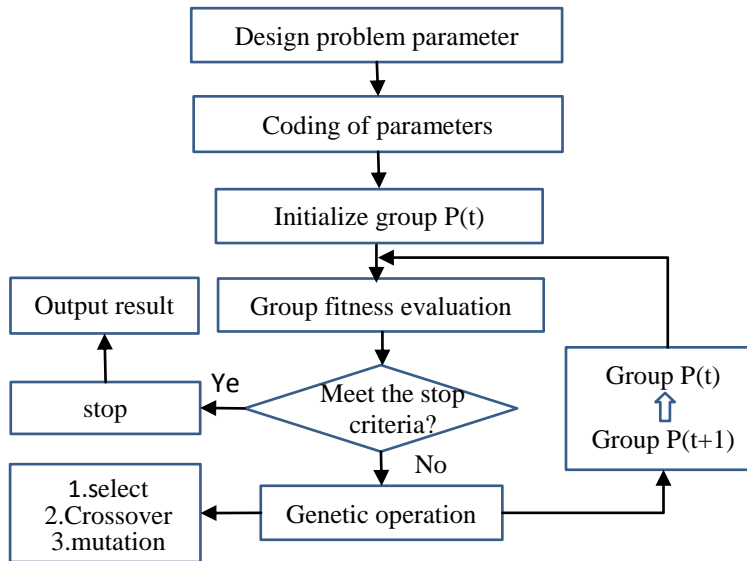 Design problem parameter
Coding of parameters
Initialize group P(t)
Group fitness evaluation
Output result
Ye
Meet the stop
criteria?
stop
Group P(t)
Group P(t+1)
No
1.select
2.Crossover
3.mutation
Genetic operation